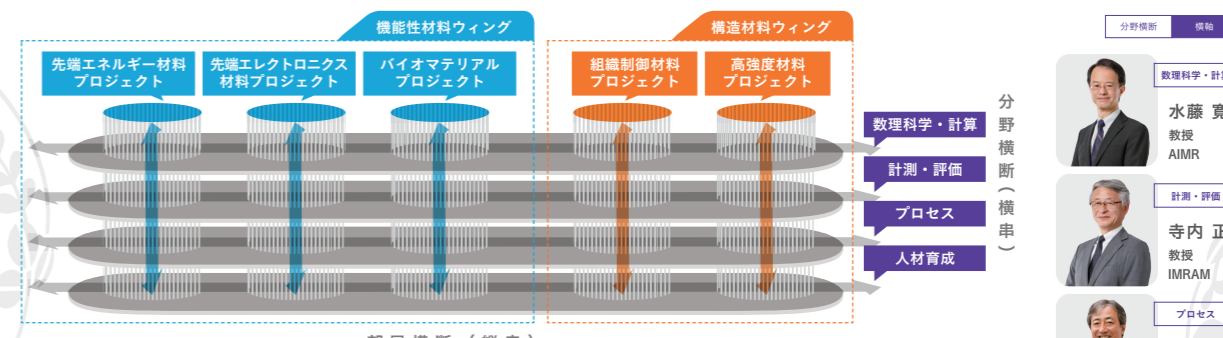 機能性材料ウィング
構造材料ウィング
先端エネルギー材料
プロジェクト
先端エレクトロニクス
材料プロジェクト
バイオマテリアル
プロジェクト
組織制御材料
プロジェクト
高強度材料
プロジェクト
数理科学・計算
計測・評価
プロセス
人材育成
分野横断(横串)
分野横断
横軸
数理科学・計算
水藤 寛
教授
AIMR
計測・評価
寺内 正
教授
IMRAM
プロセス